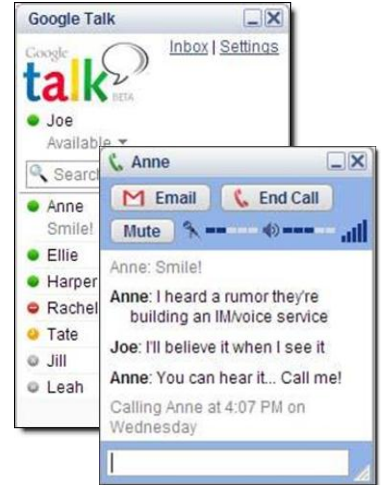 Google Talk
Inbox | Settings
Google
talk
BETA
Joe
Available
Search
Anne
Smile!
Ellie
Harper
Rachel
Tate
Jill
Leah
Anne
Email
End Call
Mute
Anne: Smile!
Anne: I heard a rumor they're
building an IM/voice service
Joe: I'll believe it when I see it
Anne: You can hear it... Call me!
Calling Anne at 4:07 PM on
Wednesday